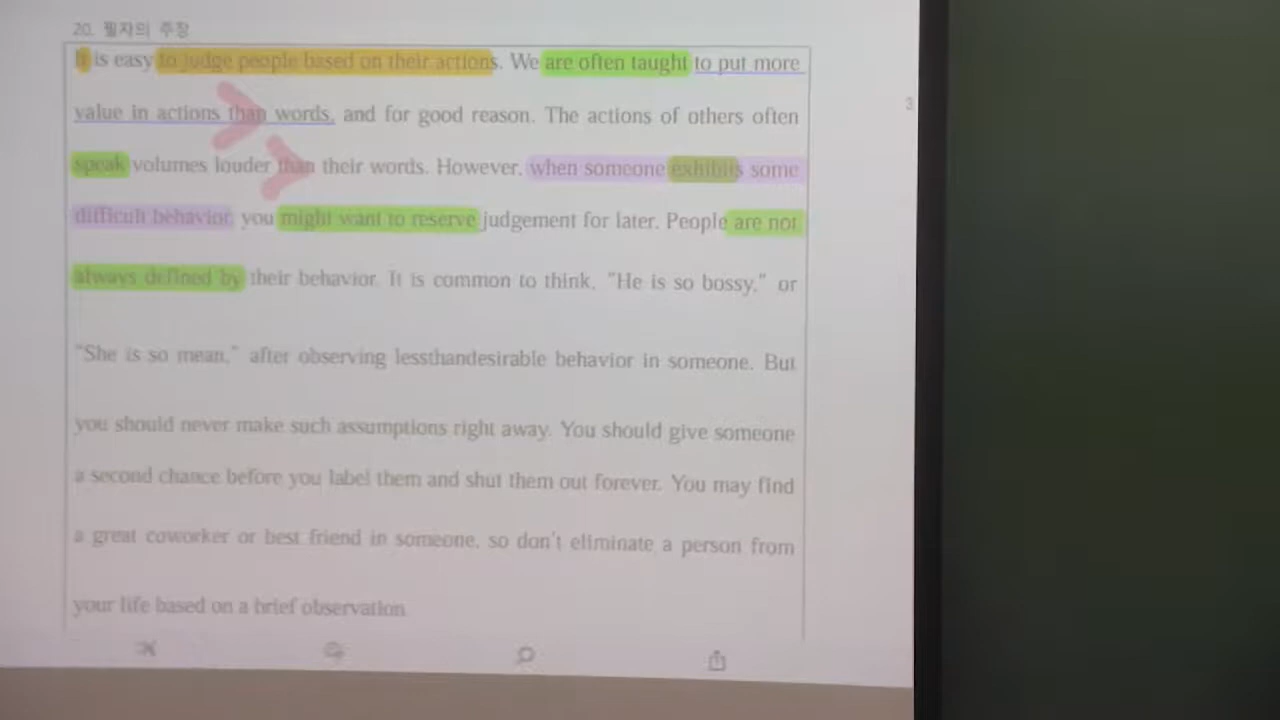 20. 필자의 주장
It is easy to judge people based on their actions. We are often taught to put more
3
value in actions than words, and for good reason. The actions of others often
speak volumes louder than their words. However, when someone exhibits some
difficult behavior, you might want to reserve judgement for later. People are not
always defined by their behavior. It is common to think, "He is so bossy," or
"She is so mean," after observing lessthandesirable behavior in someone. But
you should never make such assumptions right away. You should give someone
a second chance before you label them and shut them out forever. You may find
a great coworker or best friend in someone, so don't eliminate a person from
your life based on a brief observation.